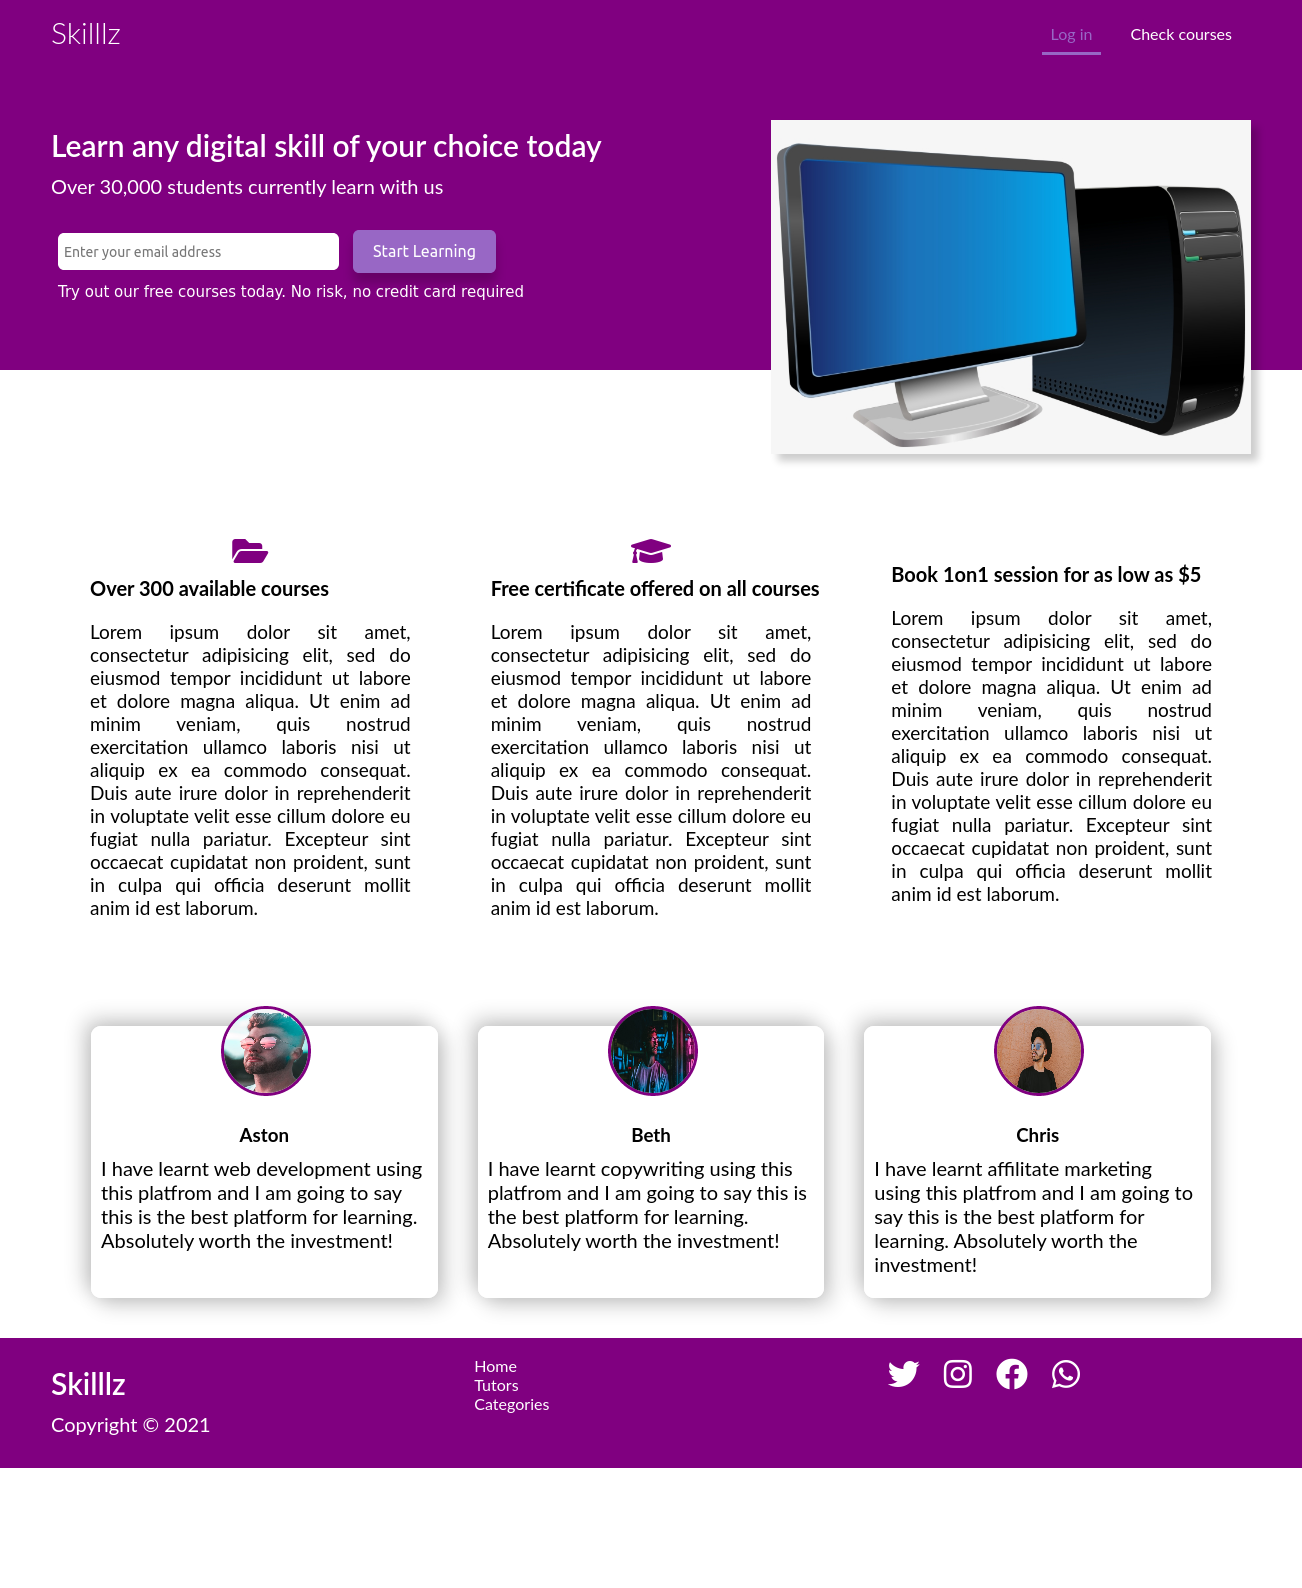 Skilllz
Log in
Check courses
Learn any digital skill of your choice today
Over 30,000 students currently learn with us
Enter your email address
Start Learning
Try out our free courses today. No risk, no credit card required
Over 300 available courses
Lorem ipsum dolor sit amet,
consectetur adipisicing elit, sed do
eiusmod tempor incididunt ut labore
et dolore magna aliqua. Ut enim ad
minim veniam, quis nostrud
exercitation ullamco laboris nisi ut
aliquip ex ea commodo consequat.
Duis aute irure dolor in reprehenderit
in voluptate velit esse cillum dolore eu
fugiat nulla pariatur. Excepteur sint
occaecat cupidatat non proident, sunt
in culpa qui officia deserunt mollit
anim id est laborum.
Free certificate offered on all courses
Lorem ipsum dolor sit amet,
consectetur adipisicing elit, sed do
eiusmod tempor incididunt ut labore
et dolore magna aliqua. Ut enim ad
minim veniam, quis nostrud
exercitation ullamco laboris nisi ut
aliquip ex ea commodo consequat.
Duis aute irure dolor in reprehenderit
in voluptate velit esse cillum dolore eu
fugiat nulla pariatur. Excepteur sint
occaecat cupidatat non proident, sunt
in culpa qui officia deserunt mollit
anim id est laborum.
Book 1on1 session for as low as $5
Lorem ipsum dolor sit amet,
consectetur adipisicing elit, sed do
eiusmod tempor incididunt ut labore
et dolore magna aliqua. Ut enim ad
minim veniam, quis nostrud
exercitation ullamco laboris nisi ut
aliquip ex ea commodo consequat.
Duis aute irure dolor in reprehenderit
in voluptate velit esse cillum dolore eu
fugiat nulla pariatur. Excepteur sint
occaecat cupidatat non proident, sunt
in culpa qui officia deserunt mollit
anim id est laborum.
Aston
I have learnt web development using
this platfrom and I am going to say
this is the best platform for learning.
Absolutely worth the investment!
Beth
I have learnt copywriting using this
platfrom and I am going to say this is
the best platform for learning.
Absolutely worth the investment!
Chris
I have learnt affilitate marketing
using this platfrom and I am going to
say this is the best platform for
learning. Absolutely worth the
investment!
Skilllz
Copyright © 2021
Home
Tutors
Categories